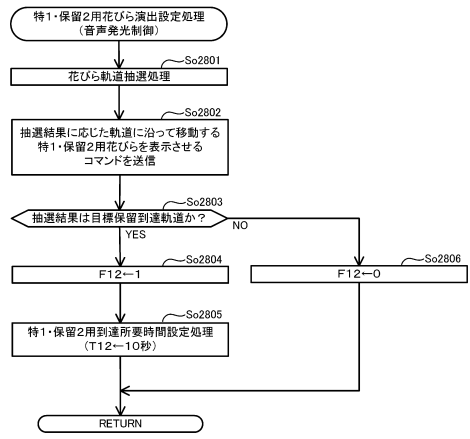 特1・保留2用花びら演出設定処理
(音声発光制御)
So2801
花びら軌道抽選処理
So2802
抽選結果に応じた軌道に沿って移動する
特1・保留2用花びらを表示させる
コマンドを送信
So2803
抽選結果は目標保留到達軌道か?
NO
YES
So2804
F12←1
So2806
F12←0
So2805
特1・保留2用到達所要時間設定処理
(T12←10秒)
RETURN